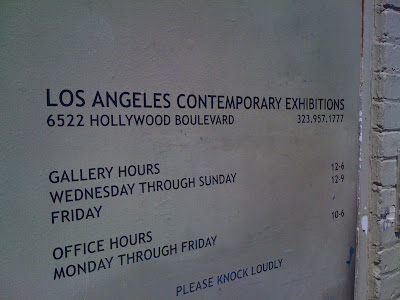 LOS ANGELES CONTEMPORARY EXHIBITIONS
6522 HOLLYWOOD BOULEVARD 323.957.1777
GALLERY HOURS
WEDNESDAY THROUGH SUNDAY 12-6
FRIDAY 12-9
OFFICE HOURS
MONDAY THROUGH FRIDAY 10-6
PLEASE KNOCK LOUDLY